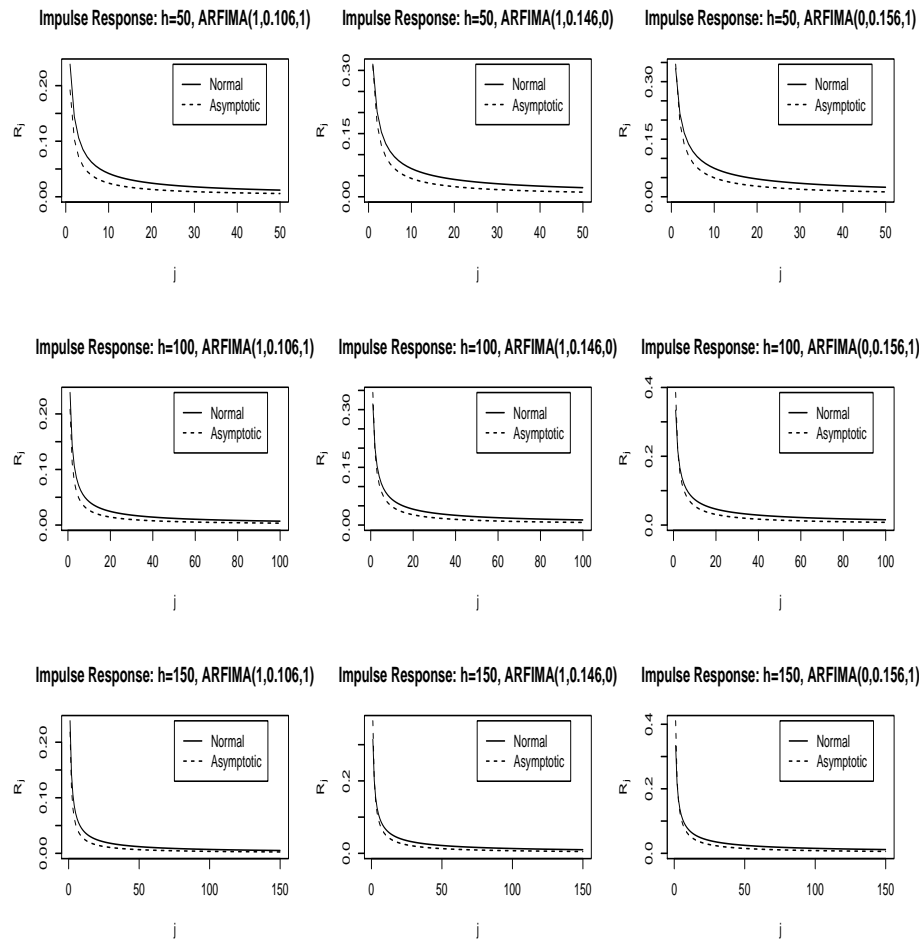 Impulse Response: h=50, ARFIMA(1,0.106,1)
R_j
0.00 0.10 0.20
Normal
Asymptotic
0 10 20 30 40 50
j
Impulse Response: h=50, ARFIMA(1,0.146,0)
R_j
0.00 0.15 0.30
Normal
Asymptotic
0 10 20 30 40 50
j
Impulse Response: h=50, ARFIMA(0,0.156,1)
R_j
0.00 0.15 0.30
Normal
Asymptotic
0 10 20 30 40 50
j
Impulse Response: h=100, ARFIMA(1,0.106,1)
R_j
0.00 0.10 0.20
Normal
Asymptotic
0 20 40 60 80 100
j
Impulse Response: h=100, ARFIMA(1,0.146,0)
R_j
0.00 0.15 0.30
Normal
Asymptotic
0 20 40 60 80 100
j
Impulse Response: h=100, ARFIMA(0,0.156,1)
R_j
0.0 0.2 0.4
Normal
Asymptotic
0 20 40 60 80 100
j
Impulse Response: h=150, ARFIMA(1,0.106,1)
R_j
0.00 0.10 0.20
Normal
Asymptotic
0 50 100 150
j
Impulse Response: h=150, ARFIMA(1,0.146,0)
R_j
0.0 0.2
Normal
Asymptotic
0 50 100 150
j
Impulse Response: h=150, ARFIMA(0,0.156,1)
R_j
0.0 0.2 0.4
Normal
Asymptotic
0 50 100 150
j